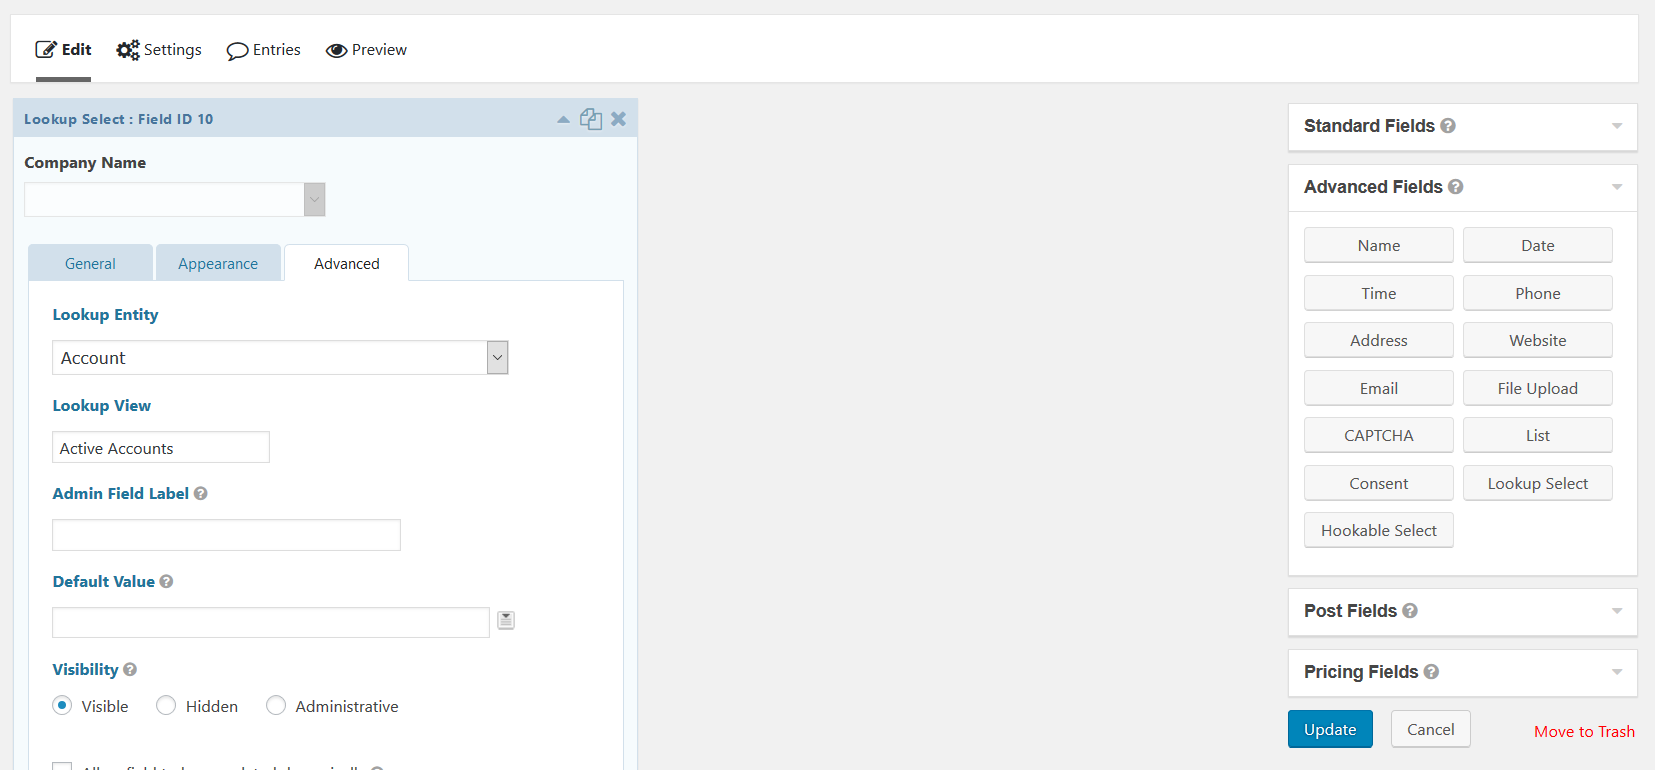 Edit Settings Entries Preview
Lookup Select : Field ID 10
Company Name
General Appearance Advanced
Lookup Entity
Account
Lookup View
Active Accounts
Admin Field Label
Default Value
Visibility
Visible Hidden Administrative
Standard Fields
Advanced Fields
Name Date
Time Phone
Address Website
Email File Upload
CAPTCHA List
Consent Lookup Select
Hookable Select
Post Fields
Pricing Fields
Update Cancel Move to Trash